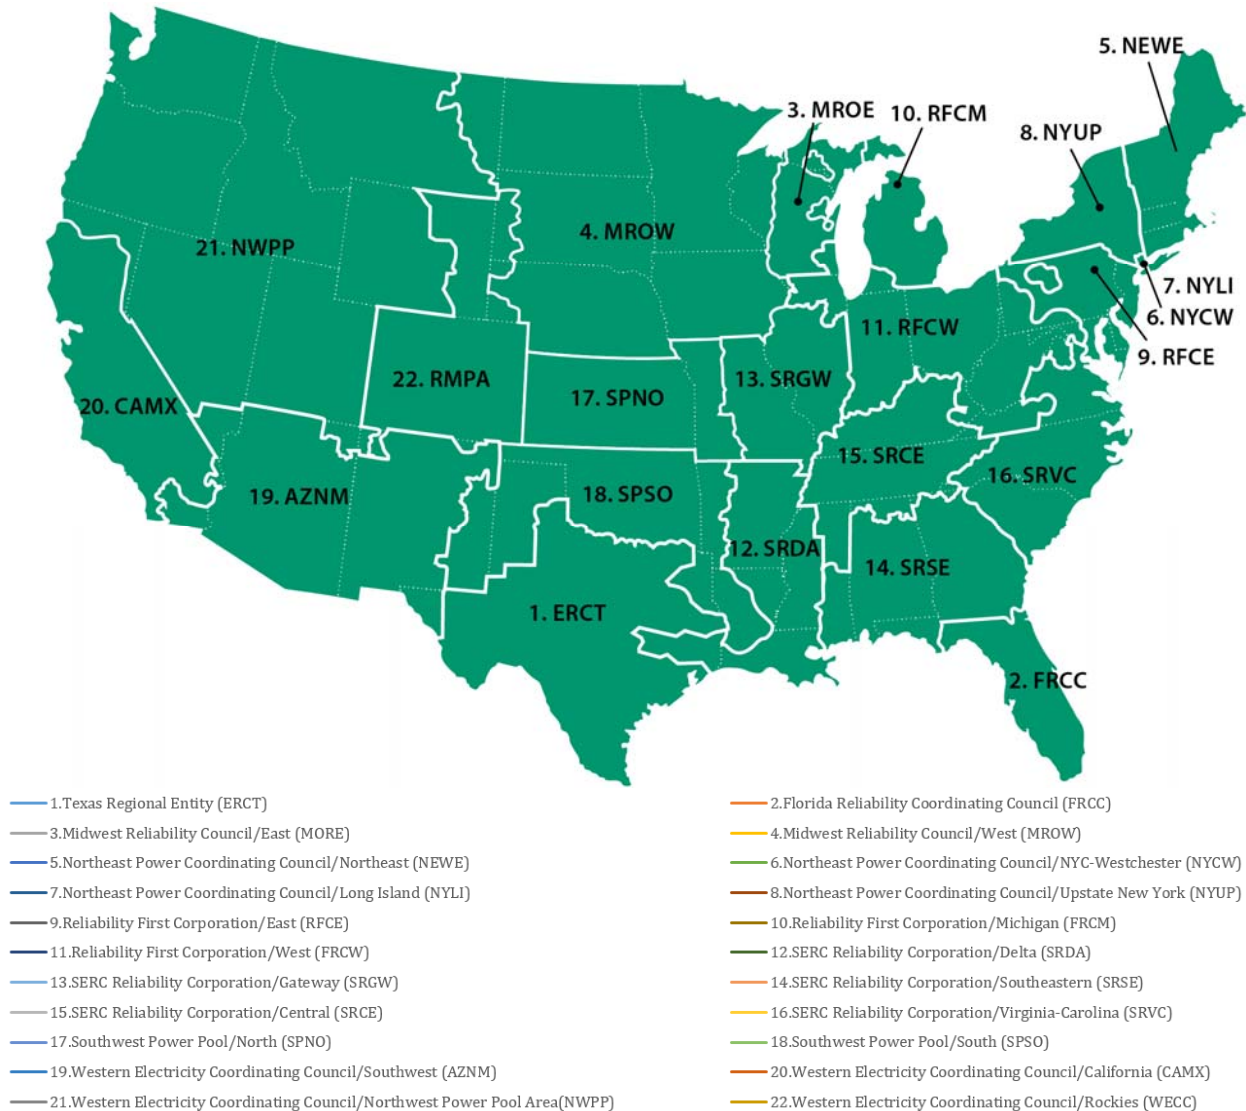 5. NEWE
3. MROE
10. RFCM
8. NYUP
21. NWPP
4. MROW
7. NYLI
6. NYCW
11. RFCW
9. RFCE
22. RMPA
13. SRGW
17. SPNO
20. CAMX
15. SRCE
16. SRVC
19. AZNM
18. SPSO
12. SRDA
14. SRSE
1. ERCT
2. FRCC
1.Texas Regional Entity (ERCT)
2.Florida Reliability Coordinating Council (FRCC)
3.Midwest Reliability Council/East (MORE)
4.Midwest Reliability Council/West (MROW)
5.Northeast Power Coordinating Council/Northeast (NEWE)
6.Northeast Power Coordinating Council/NYC-Westchester (NYCW)
7.Northeast Power Coordinating Council/Long Island (NYLI)
8.Northeast Power Coordinating Council/Upstate New York (NYUP)
9.Reliability First Corporation/East (RFCE)
10.Reliability First Corporation/Michigan (FRCM)
11.Reliability First Corporation/West (FRCW)
12.SERC Reliability Corporation/Delta (SRDA)
13.SERC Reliability Corporation/Gateway (SRGW)
14.SERC Reliability Corporation/Southeastern (SRSE)
15.SERC Reliability Corporation/Central (SRCE)
16.SERC Reliability Corporation/Virginia-Carolina (SRVC)
17.Southwest Power Pool/North (SPNO)
18.Southwest Power Pool/South (SPSO)
19.Western Electricity Coordinating Council/Southwest (AZNM)
20.Western Electricity Coordinating Council/California (CAMX)
21.Western Electricity Coordinating Council/Northwest Power Pool Area(NWPP)
22.Western Electricity Coordinating Council/Rockies (WECC)